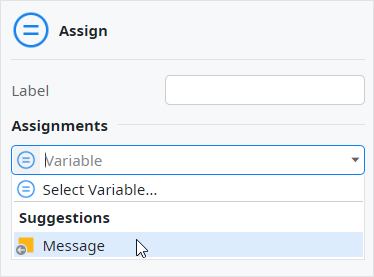 Assign
Label
Assignments
Variable
Select Variable...
Suggestions
Message